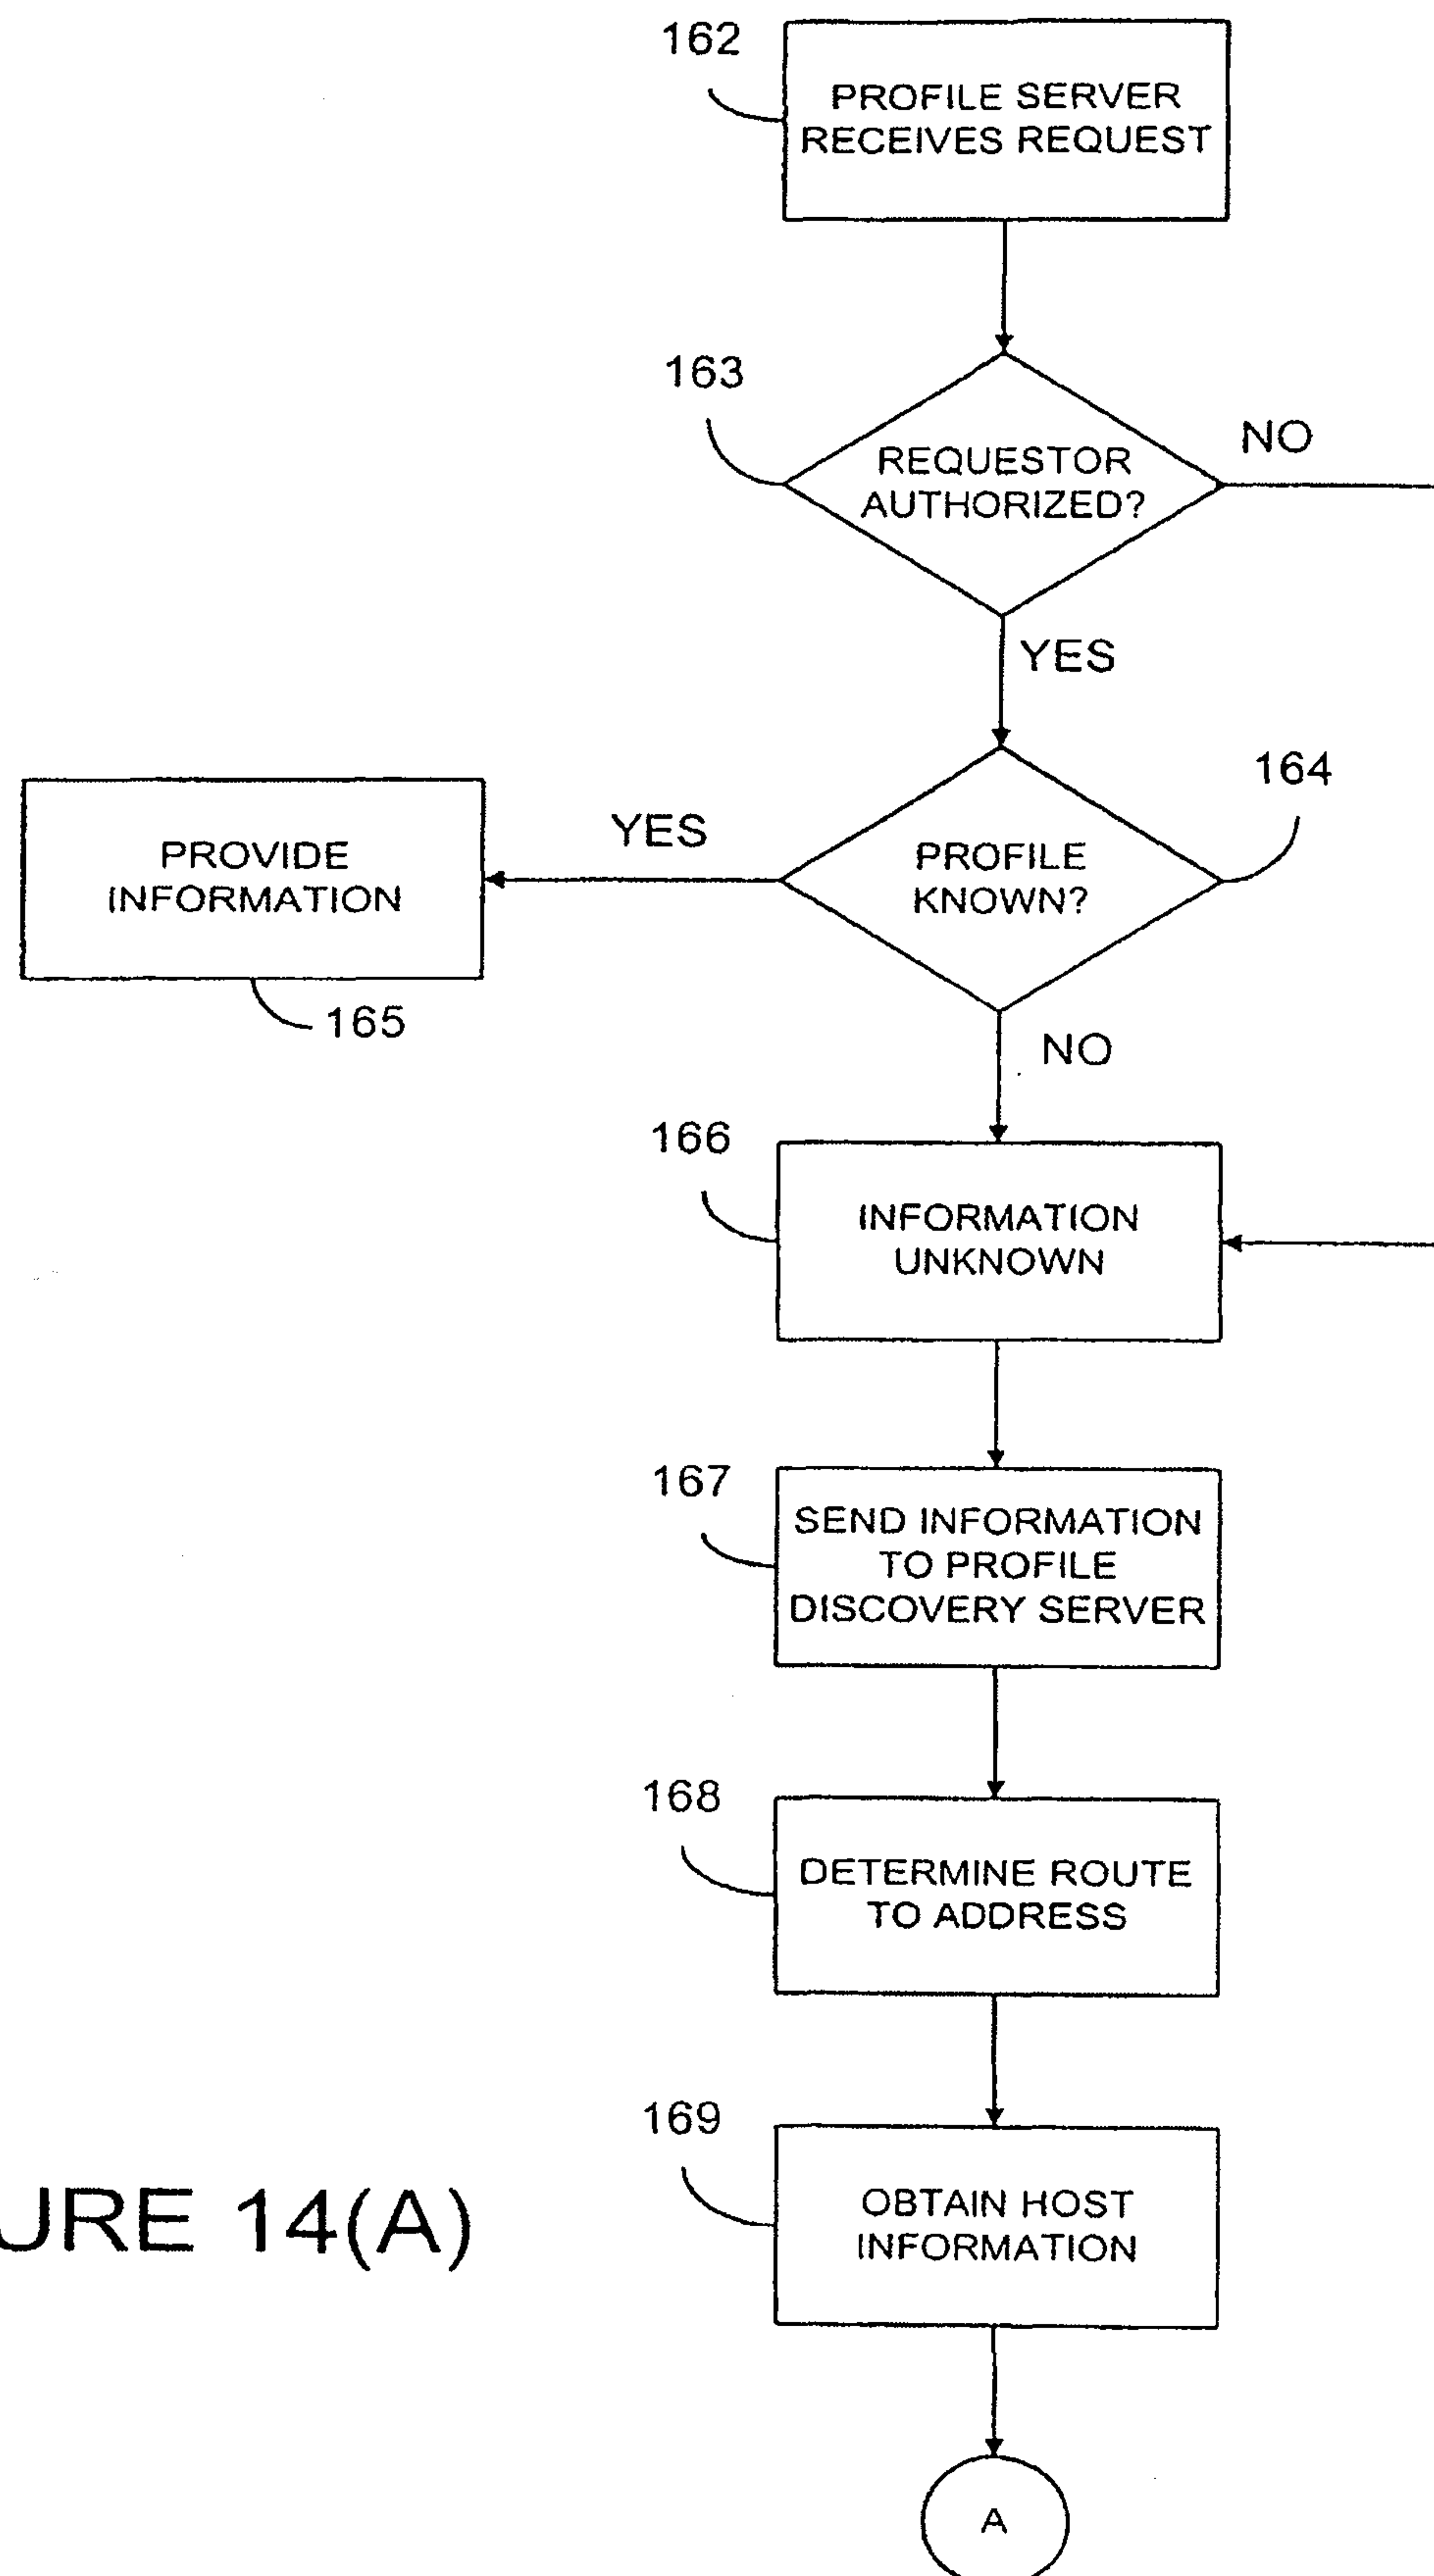 162
PROFILE SERVER
RECEIVES REQUEST
163
REQUESTOR
AUTHORIZED?
NO
YES
164
PROFILE
KNOWN?
YES
PROVIDE
INFORMATION
165
NO
166
INFORMATION
UNKNOWN
167
SEND INFORMATION
TO PROFILE
DISCOVERY SERVER
168
DETERMINE ROUTE
TO ADDRESS
169
OBTAIN HOST
INFORMATION
URE 14(A)
A